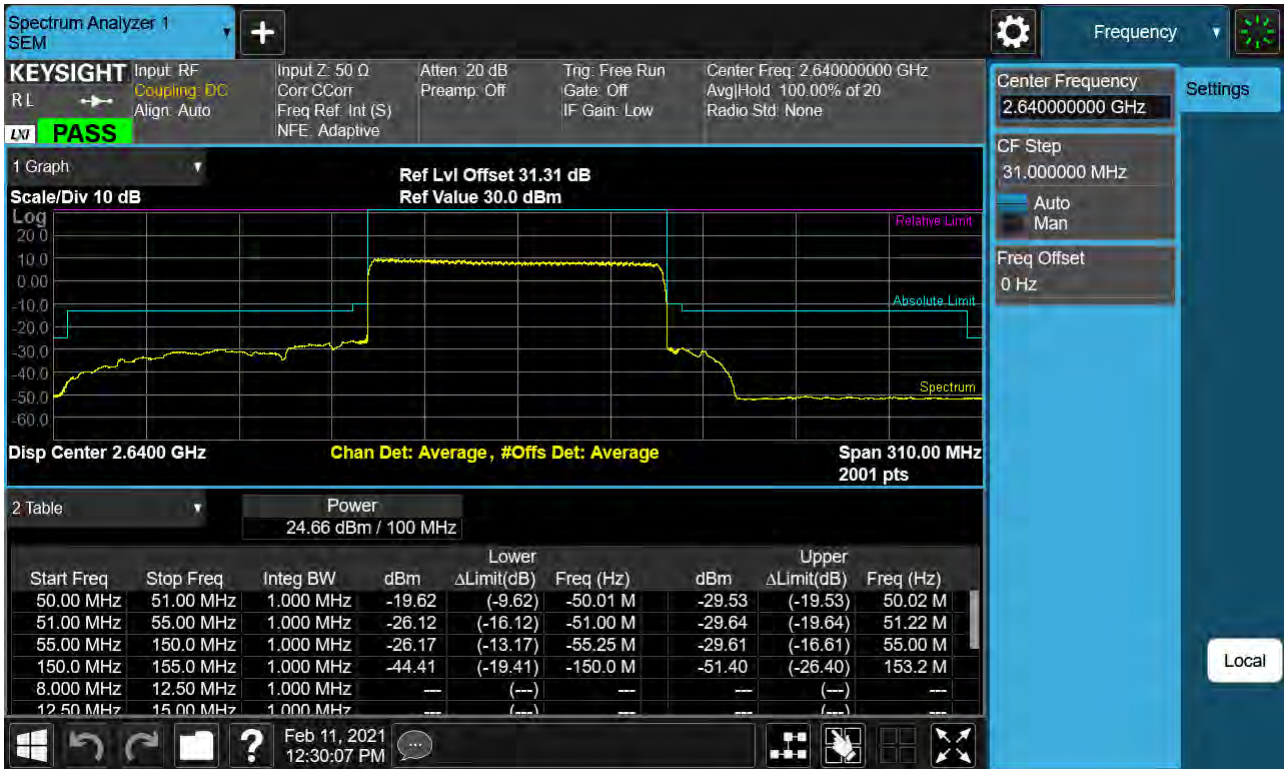 Spectrum Analyzer 1
SEM
Frequency
KEYSIGHT
R L
LXI
PASS
Input: RF
Coupling: DC
Align: Auto
Input Z: 50 Ω
Corr CCorr
Freq Ref: Int (S)
NFE: Adaptive
Atten: 20 dB
Preamp: Off
Trig: Free Run
Gate: Off
IF Gain: Low
Center Freq: 2.640000000 GHz
Avg|Hold: 100.00% of 20
Radio Std: None
Center Frequency
2.640000000 GHz
Settings
CF Step
31.000000 MHz
Auto
Man
Freq Offset
0 Hz
Local
1 Graph
Scale/Div 10 dB
Ref Lvl Offset 31.31 dB
Ref Value 30.0 dBm
Log
20.0
10.0
0.00
-10.0
-20.0
-30.0
-40.0
-50.0
-60.0
Relative Limit
Absolute Limit
Spectrum
Disp Center 2.6400 GHz
Chan Det: Average, #Offs Det: Average
Span 310.00 MHz
2001 pts
2 Table
Power
24.66 dBm / 100 MHz
Lower Upper
Start Freq Stop Freq Integ BW dBm ΔLimit(dB) Freq (Hz) dBm ΔLimit(dB) Freq (Hz)
50.00 MHz 51.00 MHz 1.000 MHz -19.62 (-9.62) -50.01 M -29.53 (-19.53) 50.02 M
51.00 MHz 55.00 MHz 1.000 MHz -26.12 (-16.12) -51.00 M -29.64 (-19.64) 51.22 M
55.00 MHz 150.0 MHz 1.000 MHz -26.17 (-13.17) -55.25 M -29.61 (-16.61) 55.00 M
150.0 MHz 155.0 MHz 1.000 MHz -44.41 (-19.41) -150.0 M -51.40 (-26.40) 153.2 M
8.000 MHz 12.50 MHz 1.000 MHz --- (---) --- --- (---) ---
12.50 MHz 15.00 MHz 1.000 MHz --- (---) --- --- (---) ---
Feb 11, 2021
12:30:07 PM